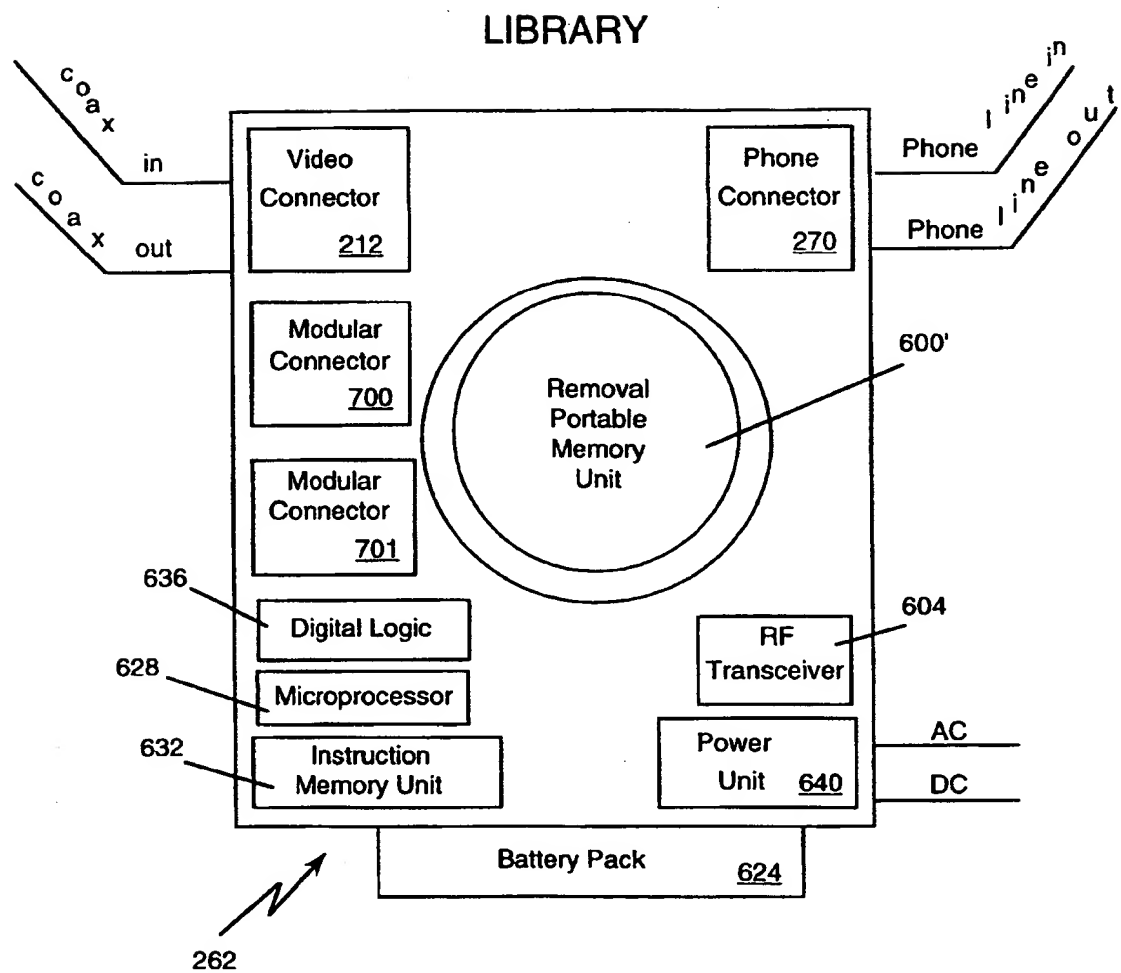 LIBRARY
coax in
coax out
Phone line in
Phone line out
Video
Connector
212
Phone
Connector
270
Modular
Connector
700
Removal
Portable
Memory
Unit
600'
Modular
Connector
701
636
Digital Logic
628
Microprocessor
632
Instruction
Memory Unit
RF
Transceiver
604
Power
Unit 640
AC
DC
Battery Pack 624
262